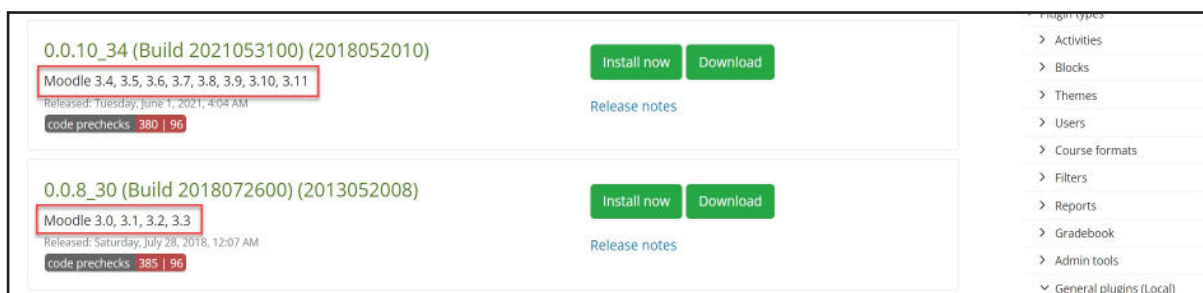 0.0.10_34 (Build 2021053100) (2018052010)
Moodle 3.4, 3.5, 3.6, 3.7, 3.8, 3.9, 3.10, 3.11
Released: Tuesday, June 1, 2021, 4:04 AM
code prechecks 380 | 96
Install now Download
Release notes
0.0.8_30 (Build 2018072600) (2013052008)
Moodle 3.0, 3.1, 3.2, 3.3
Released: Saturday, July 28, 2018, 12:07 AM
code prechecks 385 | 96
Install now Download
Release notes
Plugin types
Activities
Blocks
Themes
Users
Course formats
Filters
Reports
Gradebook
Admin tools
General plugins (Local)